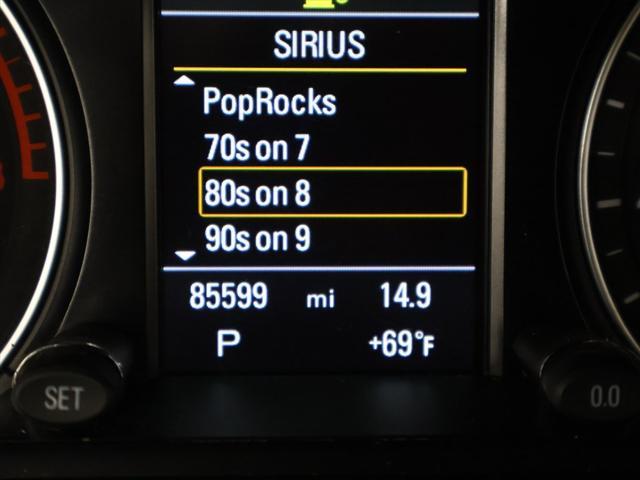 SIRIUS
PopRocks
70s on 7
80s on 8
90s on 9
85599 mi 14.9
P +69°F
SET 0.0